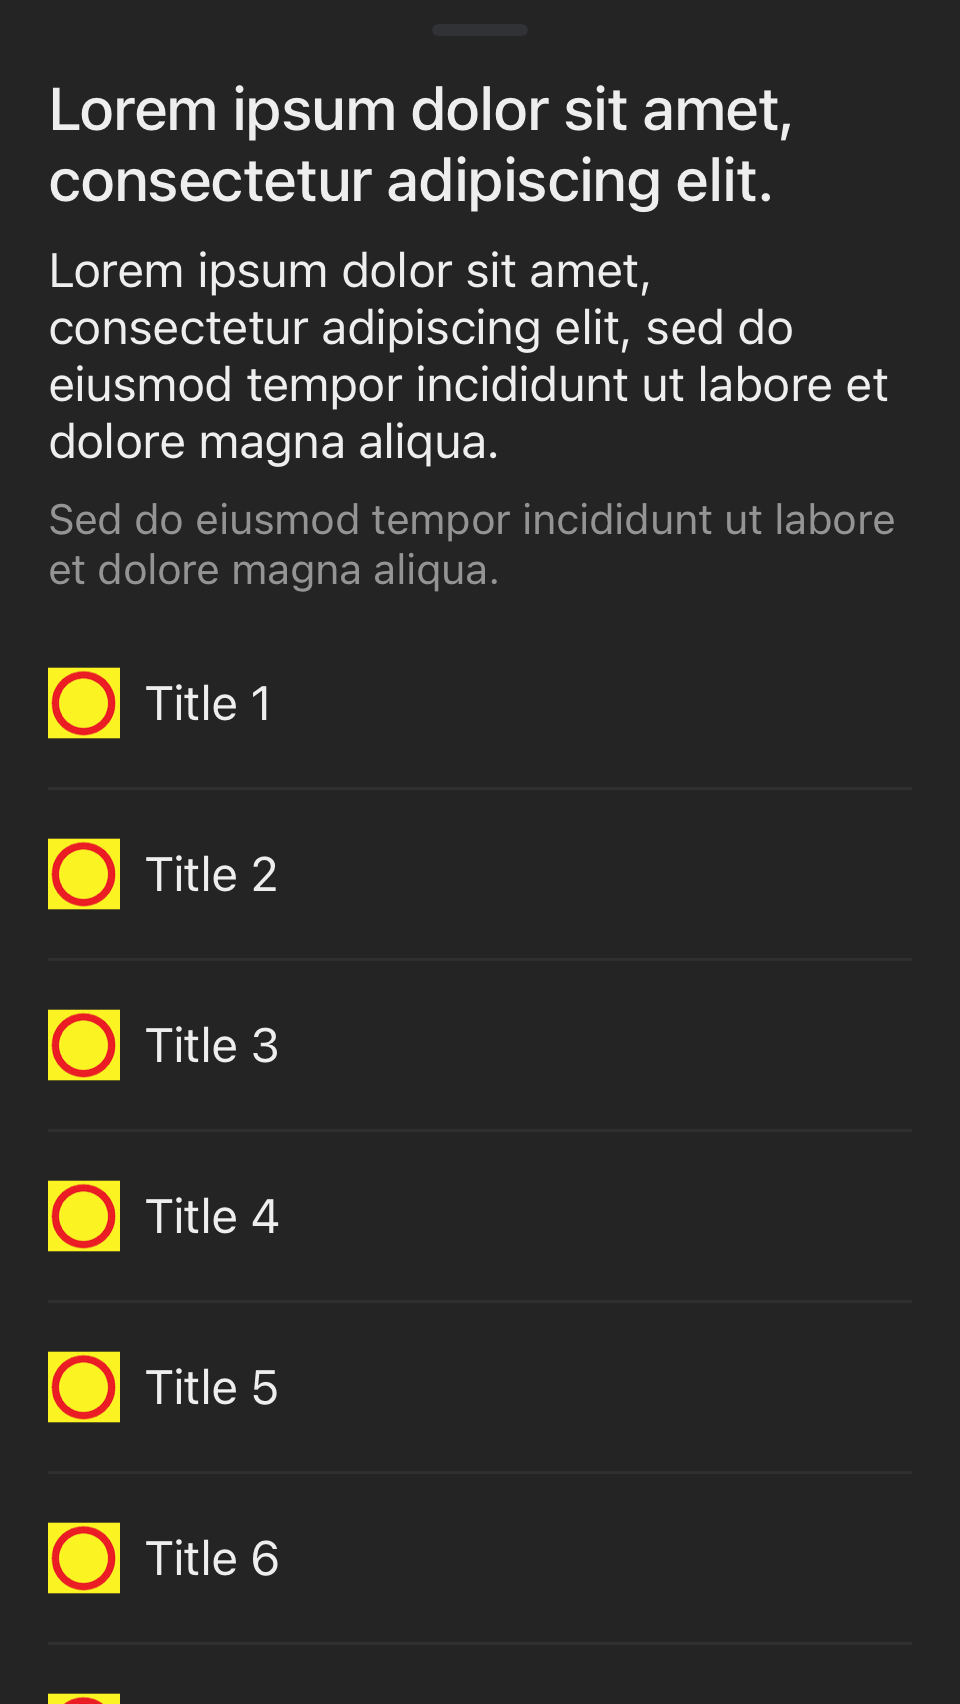 Lorem ipsum dolor sit amet,
consectetur adipiscing elit.
Lorem ipsum dolor sit amet,
consectetur adipiscing elit, sed do
eiusmod tempor incididunt ut labore et
dolore magna aliqua.
Sed do eiusmod tempor incididunt ut labore
et dolore magna aliqua.
Title 1
Title 2
Title 3
Title 4
Title 5
Title 6